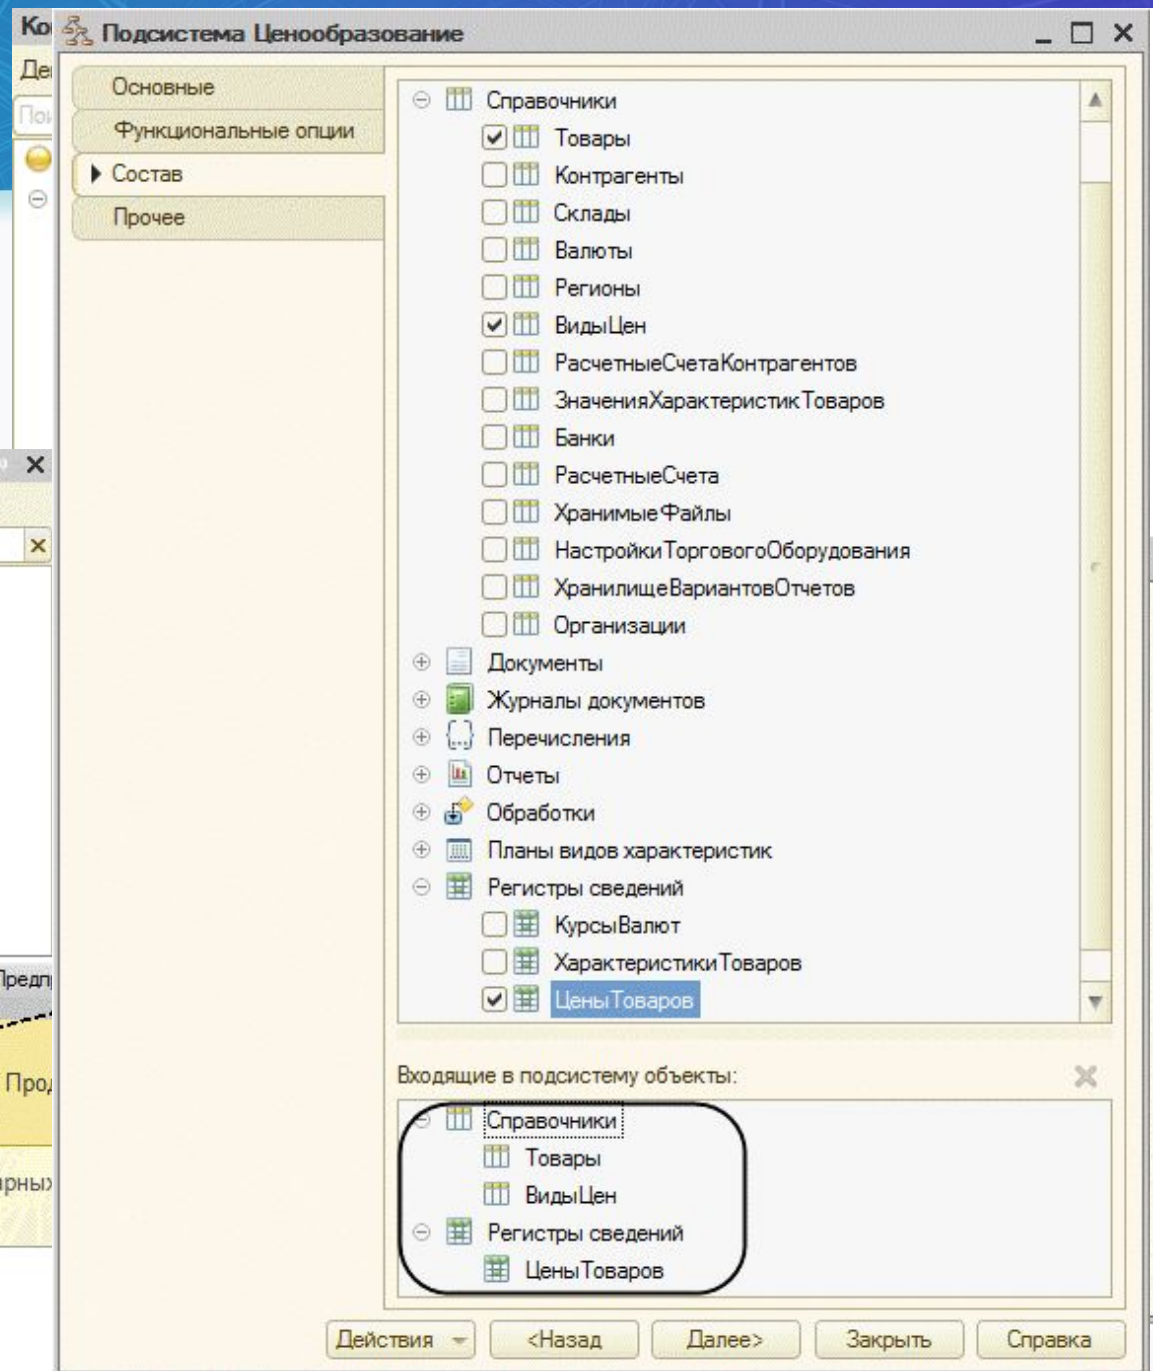 Подсистема Ценообразование
Основные
Функциональные опции
Состав
Прочее
Справочники
Товары
Контрагенты
Склады
Валюты
Регионы
ВидыЦен
РасчетныеСчетаКонтрагентов
ЗначенияХарактеристикТоваров
Банки
РасчетныеСчета
ХранимыеФайлы
НастройкиТорговогоОборудования
ХранилищеВариантовОтчетов
Организации
Документы
Журналы документов
Перечисления
Отчеты
Обработки
Планы видов характеристик
Регистры сведений
КурсыВалют
ХарактеристикиТоваров
ЦеныТоваров
Входящие в подсистему объекты:
Справочники
Товары
ВидыЦен
Регистры сведений
ЦеныТоваров
Действия
<Назад
Далее>
Закрыть
Справка